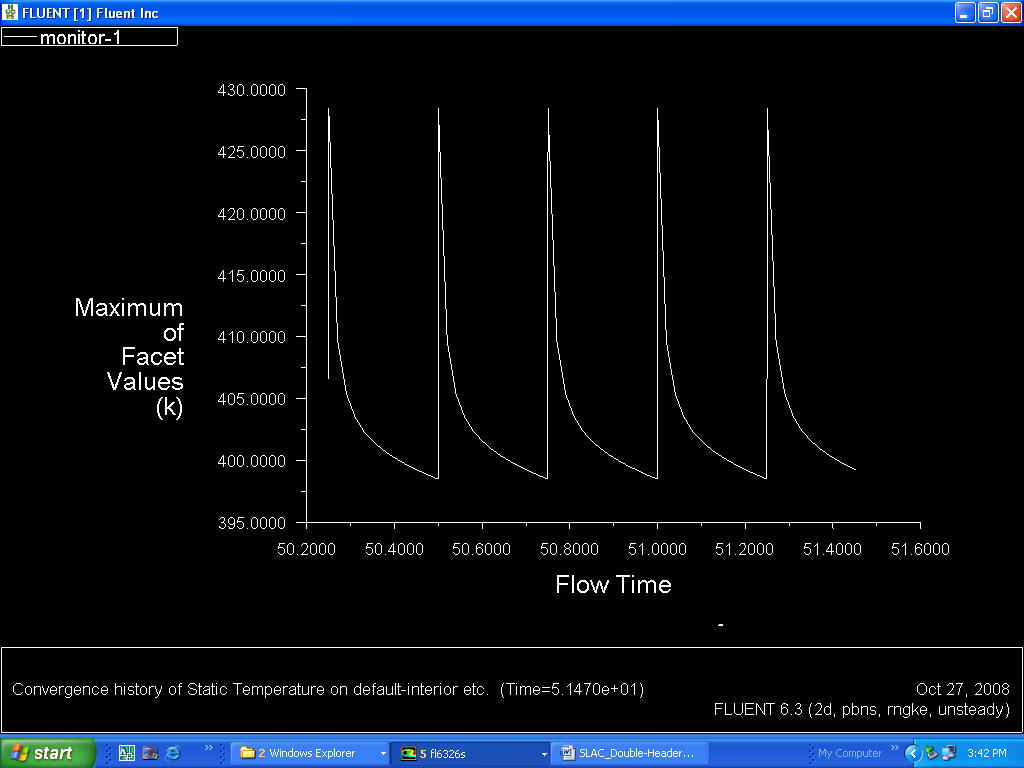 FLUENT [1] Fluent Inc
monitor-1
430.0000
425.0000
420.0000
415.0000
410.0000
405.0000
400.0000
395.0000
Maximum
of
Facet
Values
(k)
50.2000 50.4000 50.6000 50.8000 51.0000 51.2000 51.4000 51.6000
Flow Time
Convergence history of Static Temperature on default-interior etc. (Time=5.1470e+01)
Oct 27, 2008
FLUENT 6.3 (2d, pbns, rngke, unsteady)
start » 2 Windows Explorer 5 fl6326s SLAC_Double-Header... My Computer » 3:42 PM